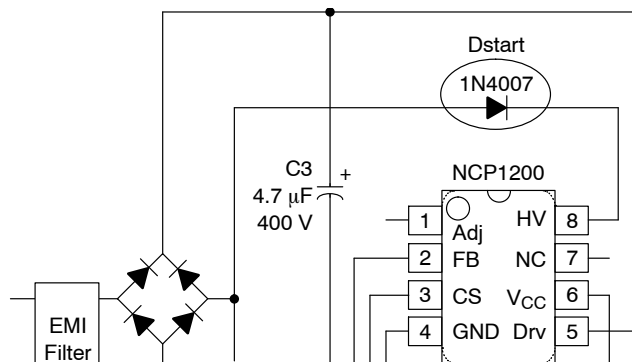 Dstart
1N4007
C3
+
4.7 μF
400 V
NCP1200
1 Adj HV 8
2 FB NC 7
3 CS VCC 6
4 GND Drv 5
EMI
Filter